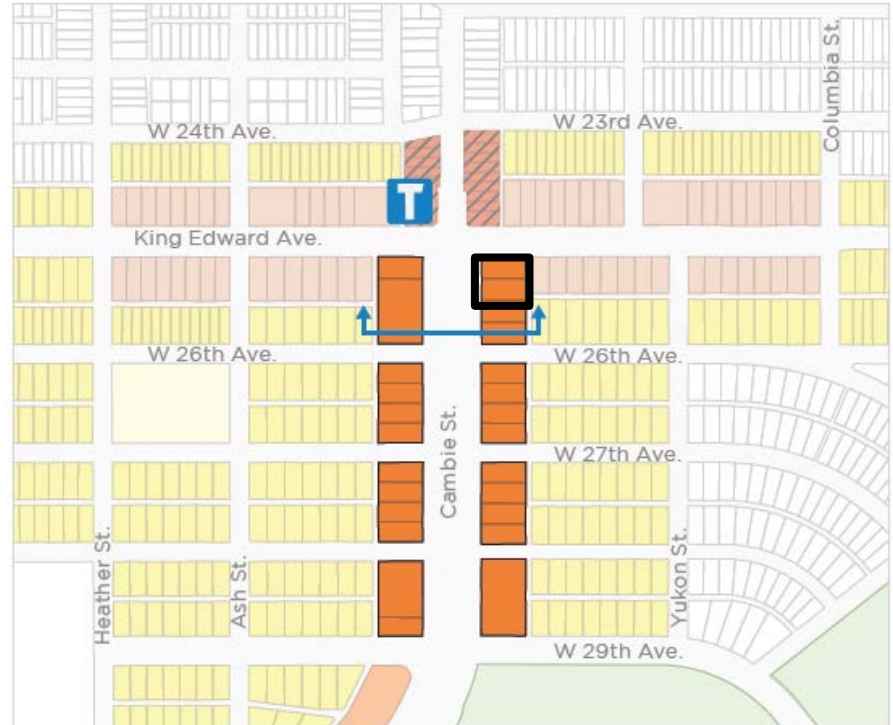 Columbia St.
W 24th Ave.
W 23rd Ave.
T
King Edward Ave.
W 26th Ave.
W 26th Ave.
Cambie St.
W 27th Ave.
Heather St.
Ash St.
Yukon St.
W 29th Ave.